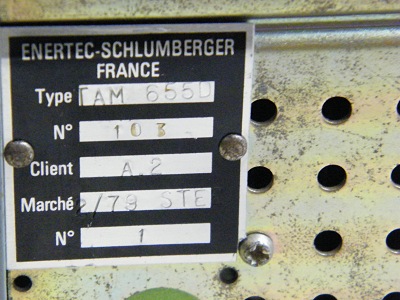 ENERTEC-SCHLUMBERGER
FRANCE
Type TAM 655D
N° 103
Client A.2
Marché 2/79 STE
N° 1